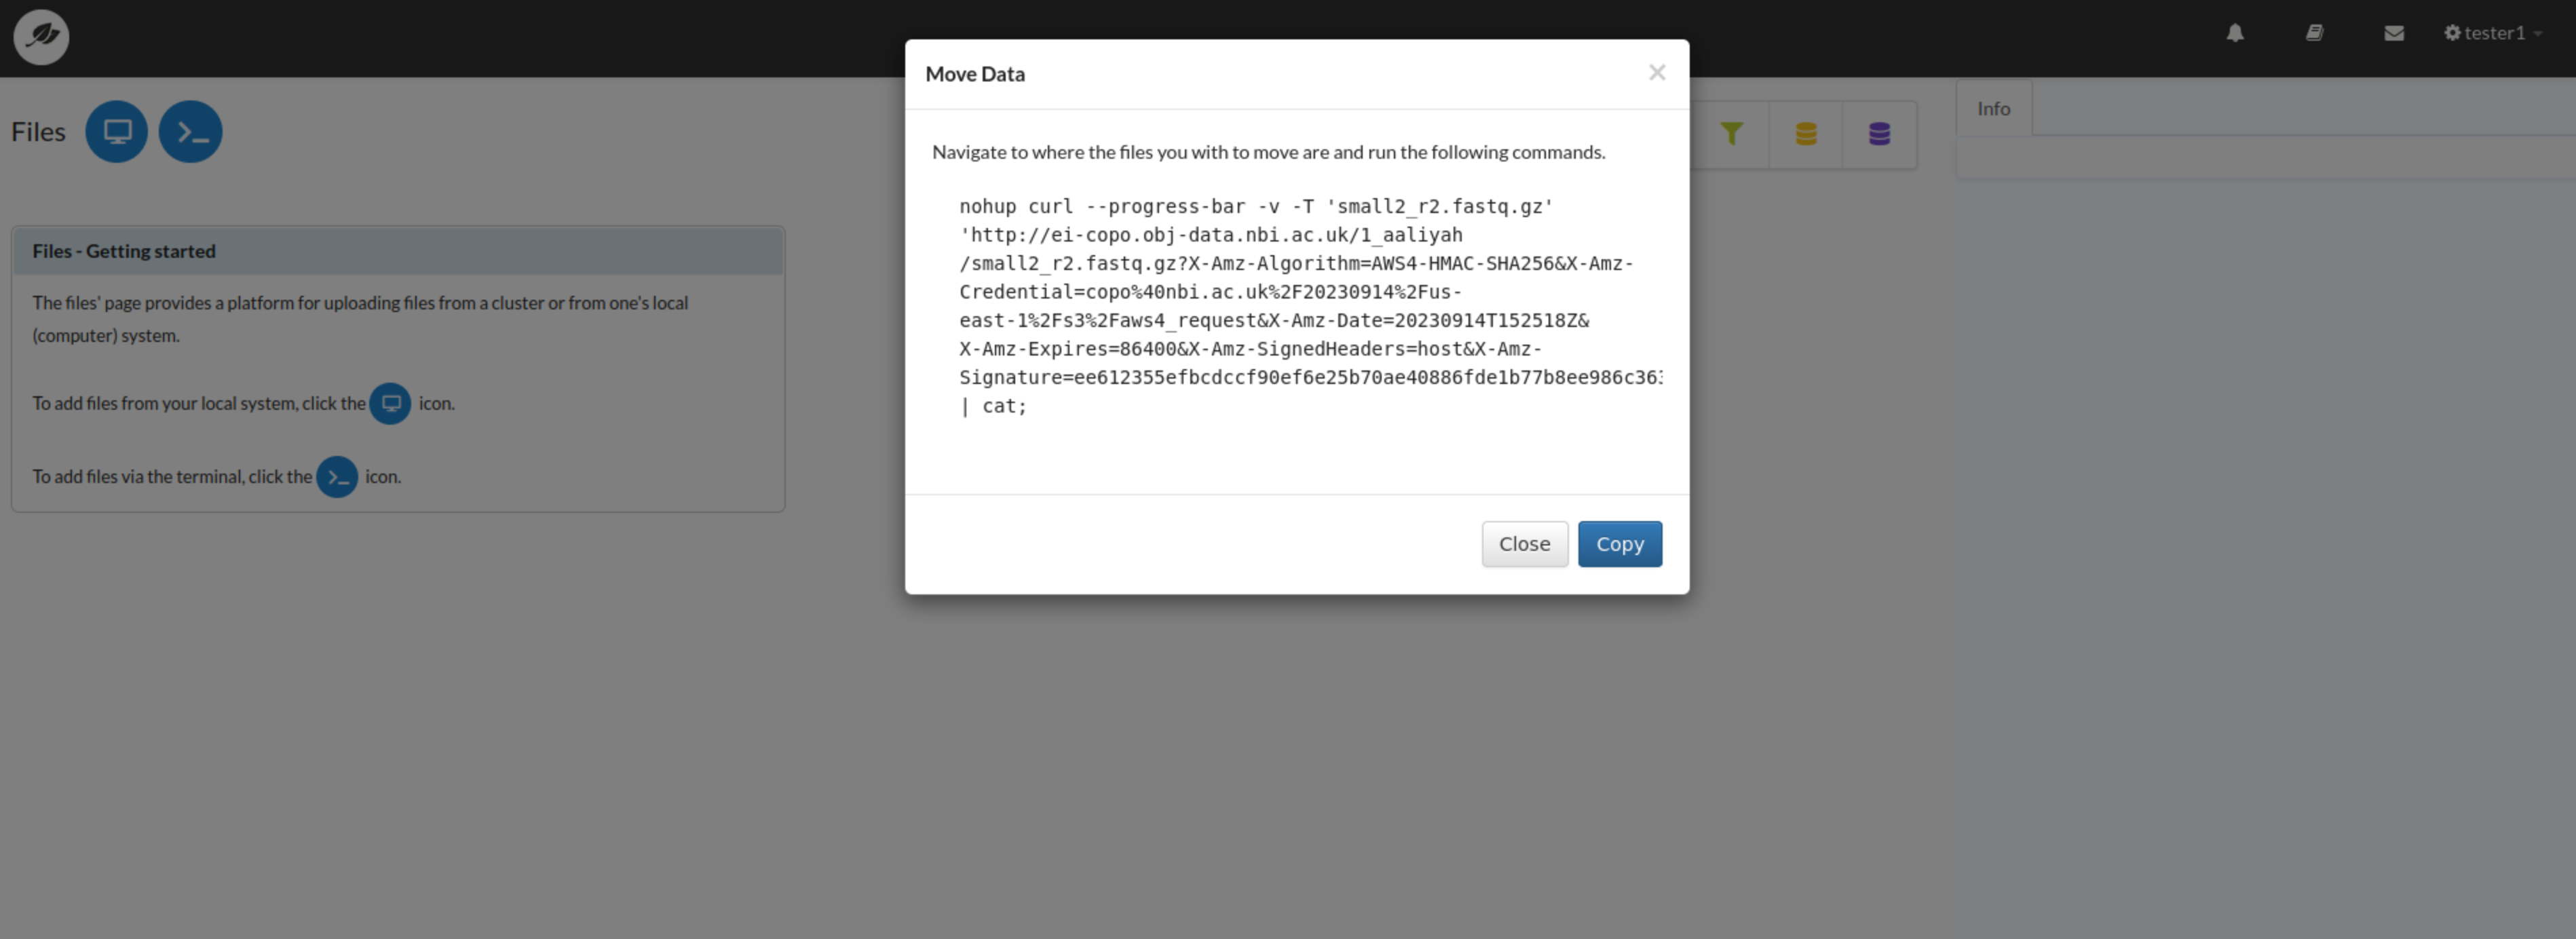 tester1
Move Data
×
Files
Info
Navigate to where the files you with to move are and run the following commands.
nohup curl --progress-bar -v -T 'small2_r2.fastq.gz'
'http://ei-copo.obj-data.nbi.ac.uk/1_aaliyah
/small2_r2.fastq.gz?X-Amz-Algorithm=AWS4-HMAC-SHA256&X-Amz-
Credential=copo%40nbi.ac.uk%2F20230914%2Fus-
east-1%2Fs3%2Faws4_request&X-Amz-Date=20230914T152518Z&
X-Amz-Expires=86400&X-Amz-SignedHeaders=host&X-Amz-
Signature=ee612355efbcdccf90ef6e25b70ae40886fde1b77b8ee986c363
| cat;
Close
Copy
Files - Getting started
The files' page provides a platform for uploading files from a cluster or from one's local
(computer) system.
To add files from your local system, click the icon.
To add files via the terminal, click the icon.